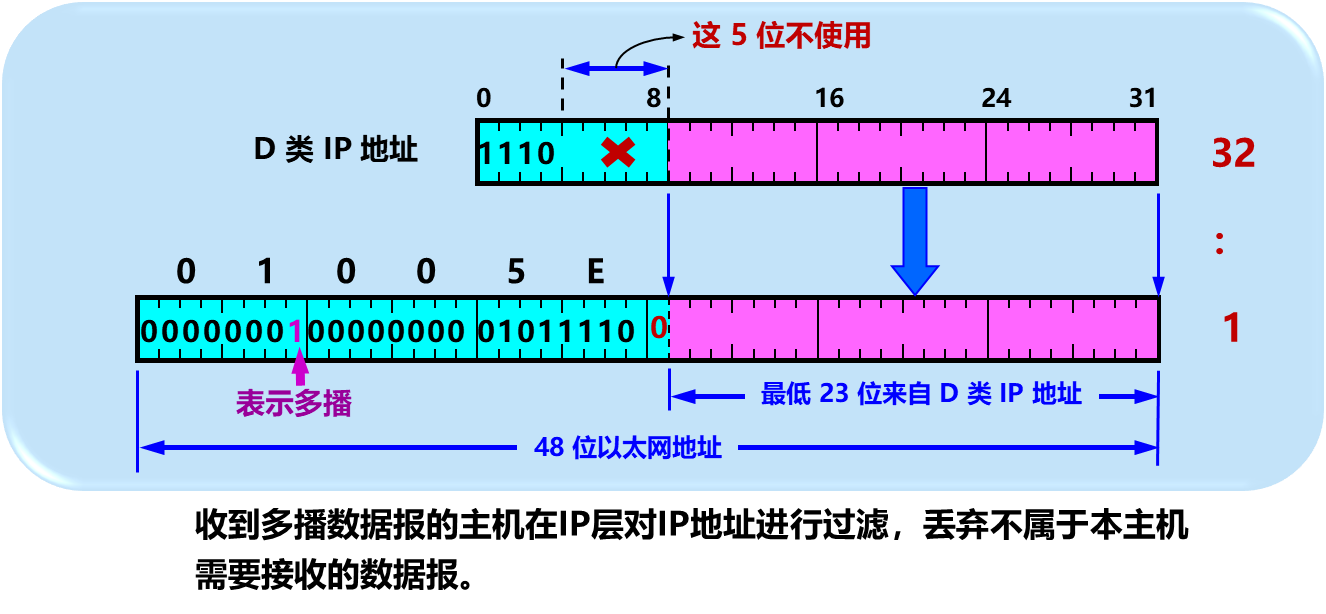 这 5 位不使用
0 8 16 24 31
D 类 IP 地址
1110
32
:
1
0 1 0 0 5 E
00000001 00000000 01011110 0
表示多播
最低 23 位来自 D 类 IP 地址
48 位以太网地址
收到多播数据报的主机在IP层对IP地址进行过滤，丢弃不属于本主机
需要接收的数据报。